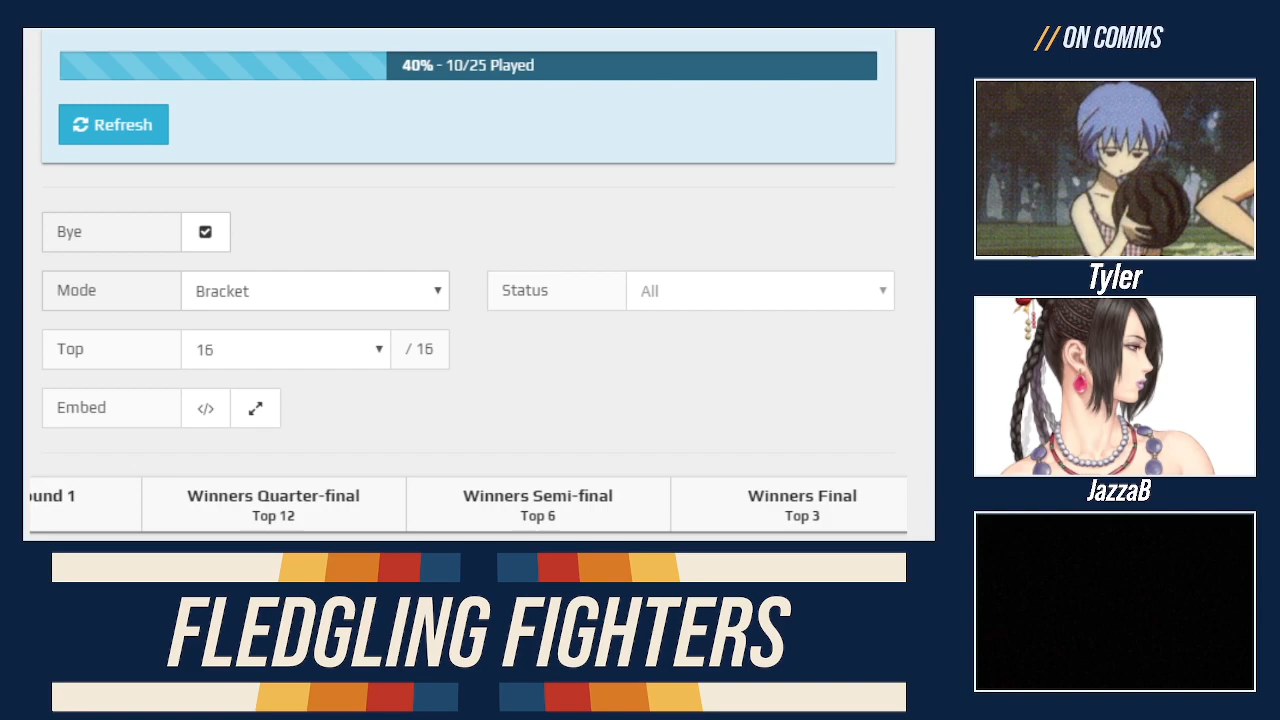 40% - 10/25 Played
Refresh
Bye
Mode Bracket Status All
Top 16 / 16
Embed </>
ound 1 Winners Quarter-final Winners Semi-final Winners Final
Top 12 Top 6 Top 3
FLEDGLING FIGHTERS
// ON COMMS
Tyler
JazzaB